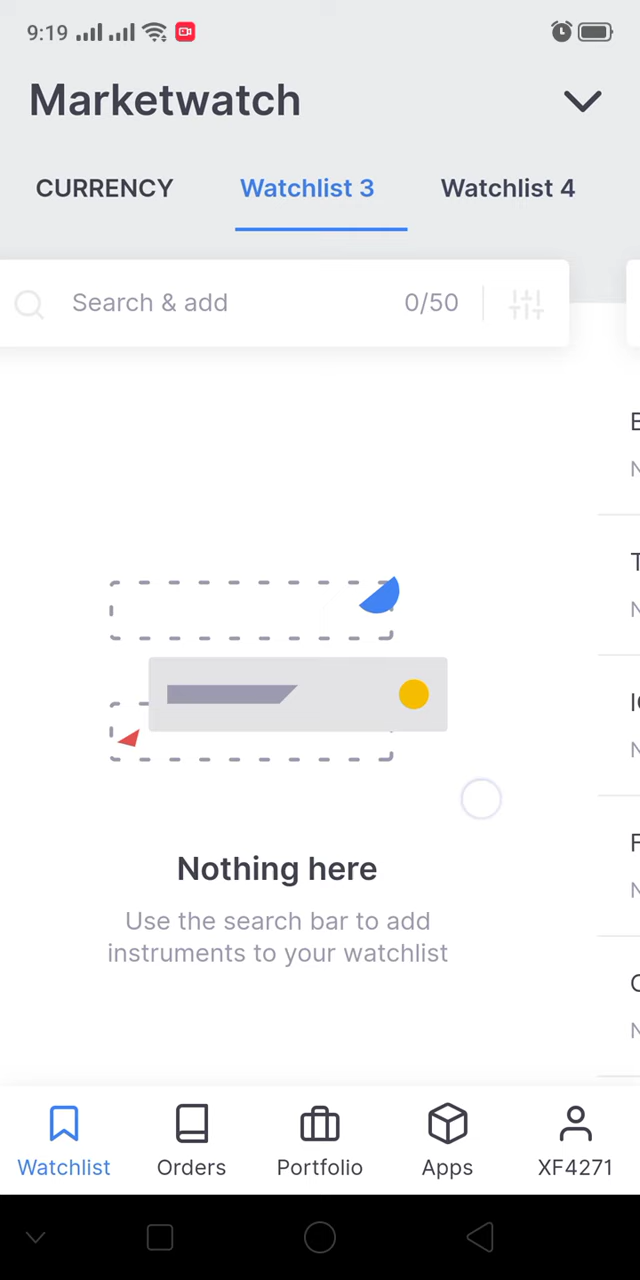 9:19
Marketwatch
CURRENCY Watchlist 3 Watchlist 4
Search & add 0/50
Nothing here
Use the search bar to add
instruments to your watchlist
Watchlist Orders Portfolio Apps XF4271